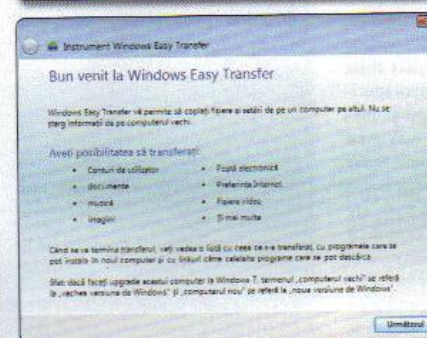 Instrument Windows Easy Transfer
Bun venit la Windows Easy Transfer
Windows Easy Transfer vă permite să copiați fișiere și setări de pe un computer pe altul. Nu se
șterg informații de pe computerul vechi.
Aveți posibilitatea să transferați:
• Conturi de utilizator
• documente
• muzică
• imagini
• Poștă electronică
• Preferințe Internet
• Fișiere video
• Și mai multe
Când se va termina transferul, veți vedea o listă cu ceea ce s-a transferat, cu programele care se
pot instala în noul computer și cu linkuri către celelalte programe care se pot descărca.
Sfat: dacă faceți upgrade acestui computer la Windows 7, termenul „computerul vechi” se referă
la „vechea versiune de Windows” și „computerul nou” se referă la „noua versiune de Windows”.
Următorul